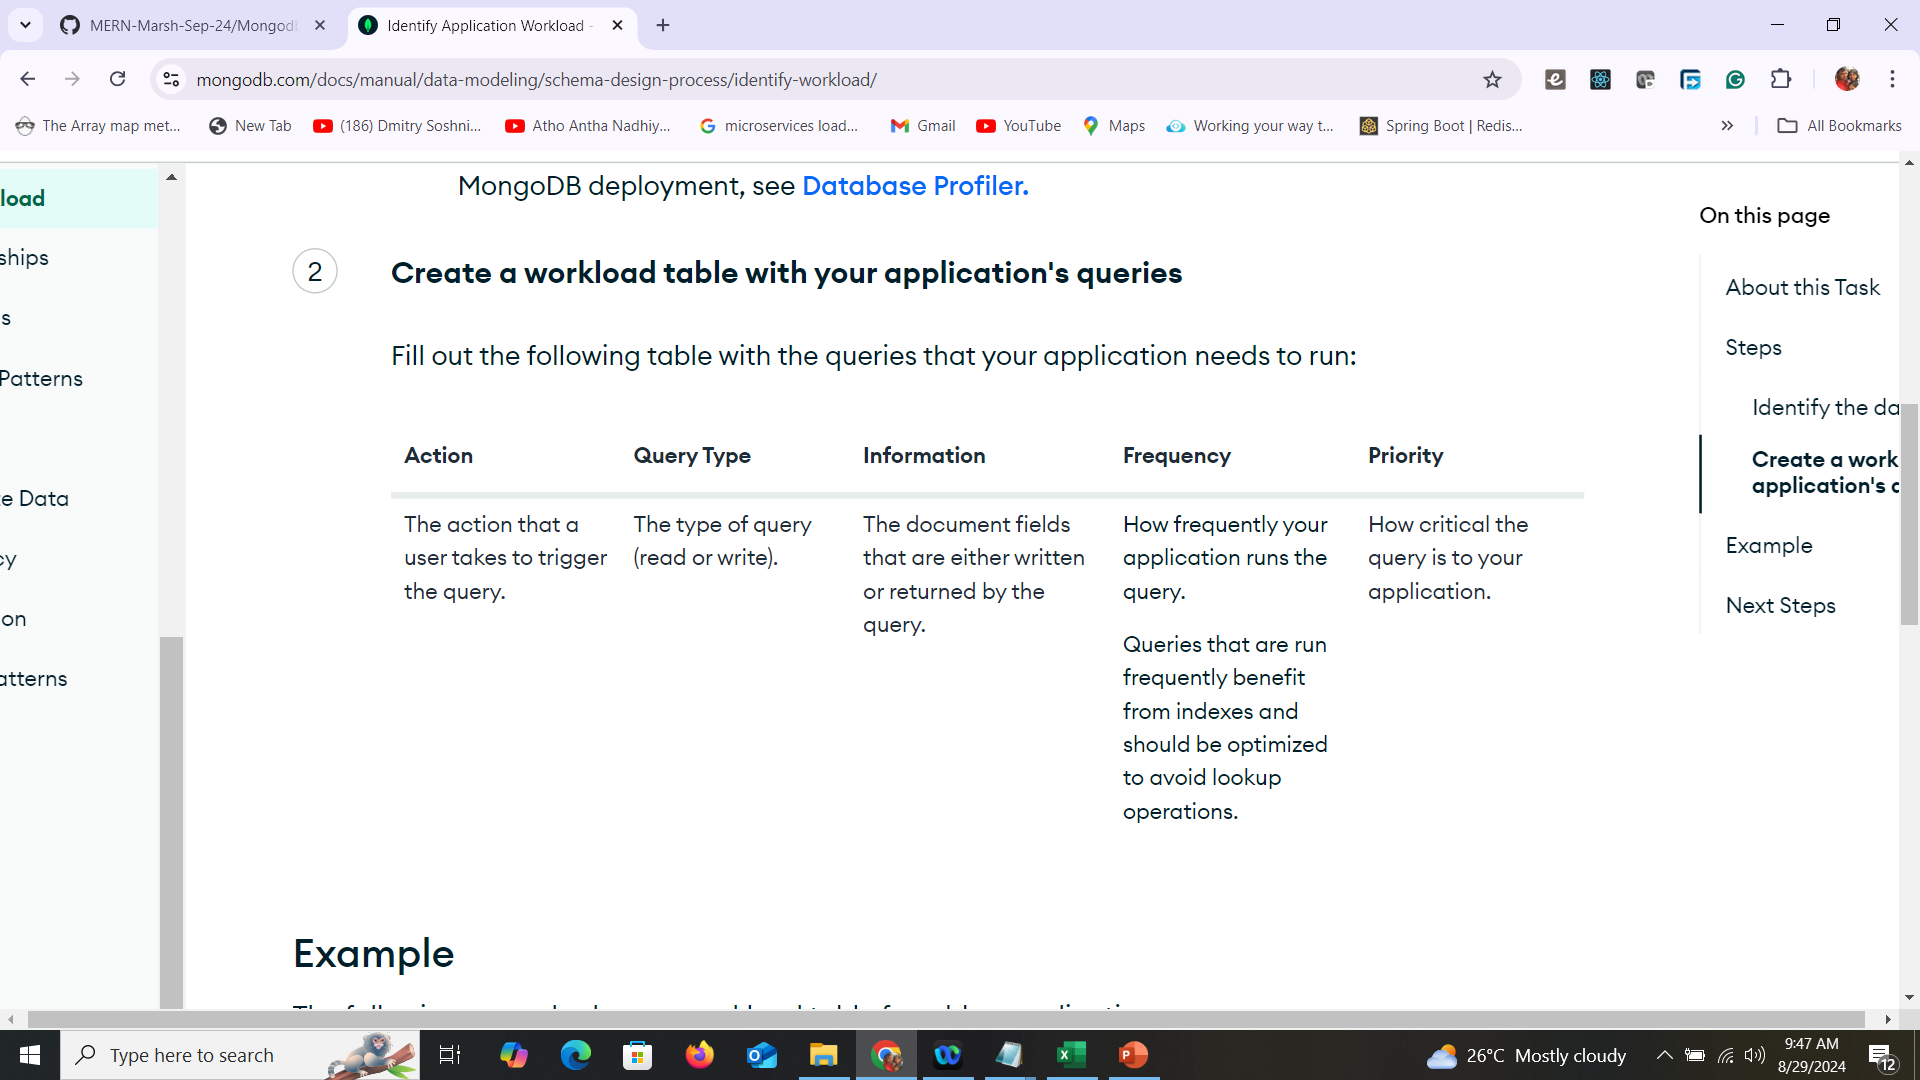 MERN-Marsh-Sep-24/Mongodb
Identify Application Workload -
mongodb.com/docs/manual/data-modeling/schema-design-process/identify-workload/
The Array map met...
New Tab
(186) Dmitry Soshni...
Atho Antha Nadhiy...
microservices load...
Gmail
YouTube
Maps
Working your way t...
Spring Boot | Redis...
All Bookmarks
load
ships
s
Patterns
e Data
cy
on
atterns
MongoDB deployment, see Database Profiler.
2
Create a workload table with your application's queries
Fill out the following table with the queries that your application needs to run:
Action Query Type Information Frequency Priority
The action that a
user takes to trigger
the query.
The type of query
(read or write).
The document fields
that are either written
or returned by the
query.
How frequently your
application runs the
query.
Queries that are run
frequently benefit
from indexes and
should be optimized
to avoid lookup
operations.
How critical the
query is to your
application.
Example
On this page
About this Task
Steps
Identify the da
Create a work
application's c
Example
Next Steps
Type here to search
26°C Mostly cloudy
9:47 AM
8/29/2024
12